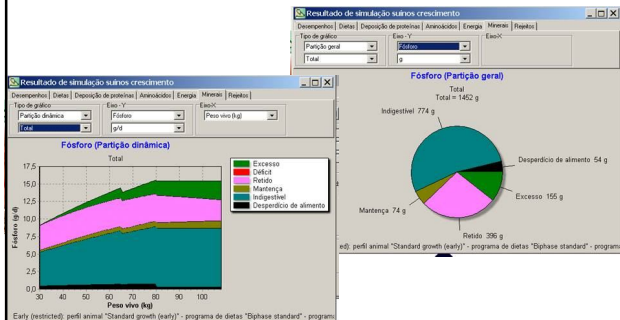 Resultado de simulação suinos crescimento
Desempenhos Dietas Deposição de proteínas Aminoácidos Energia Minerais Rejeitos
Tipo de gráfico Eixo - Y Eixo-X
Partição geral Fósforo
Total g
Fósforo (Partição geral)
Total
Total = 1452 g
Indigestível 774 g
Desperdício de alimento 54 g
Excesso 155 g
Mantença 74 g
Retido 396 g
ed): perfil animal "Standard growth (early)" - programa de dietas "Biphase standard" - programa
Resultado de simulação suinos crescimento
Desempenhos Dietas Deposição de proteínas Aminoácidos Energia Minerais Rejeitos
Tipo de gráfico Eixo - Y Eixo-X
Partição dinâmica Fósforo Peso vivo (kg)
Total g/d
Fósforo (Partição dinâmica)
Total
Excesso
Déficit
Retido
Mantença
Indigestível
Desperdício de alimento
Fósforo (g/d)
17,5
15,0
12,5
10,0
7,5
5,0
2,5
0,0
30 40 50 60 70 80 90 100
Peso vivo (kg)
Early (restricted): perfil animal "Standard growth (early)" - programa de dietas "Biphase standard" - programa